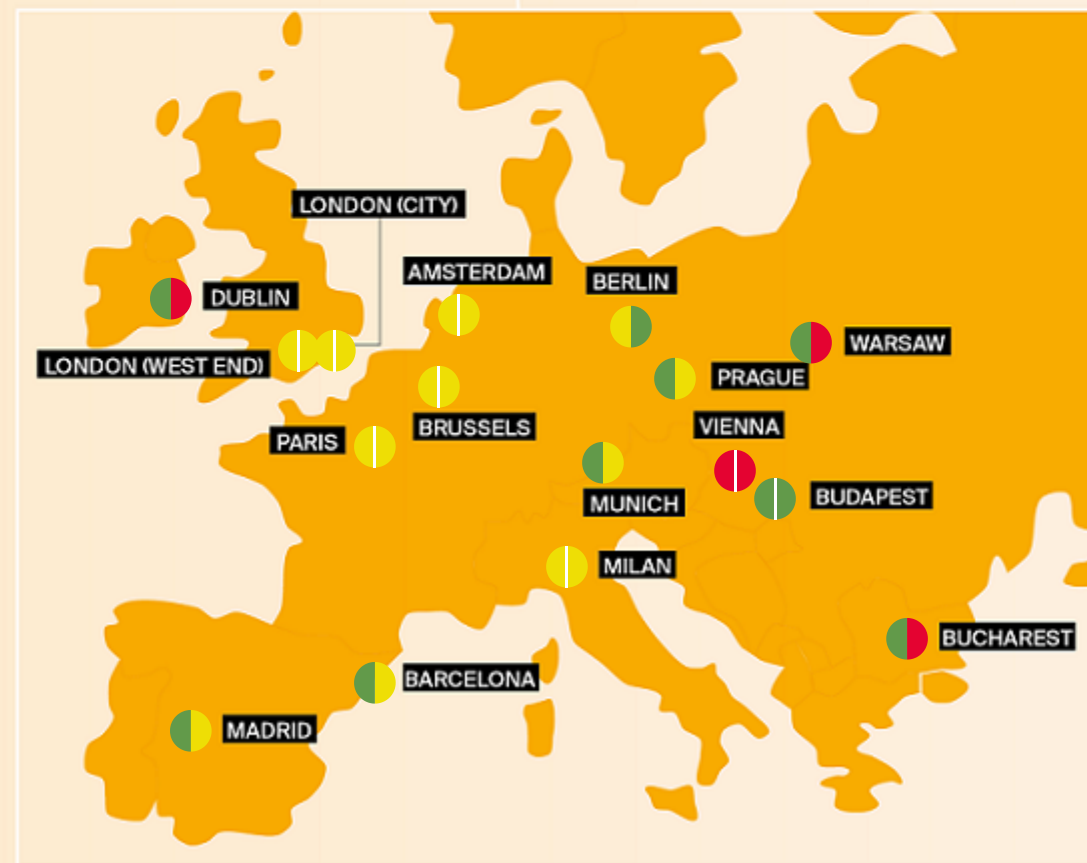 LONDON (CITY)
AMSTERDAM
BERLIN
DUBLIN
WARSAW
LONDON (WEST END)
PRAGUE
BRUSSELS
VIENNA
PARIS
MUNICH
BUDAPEST
MILAN
BUCHAREST
BARCELONA
MADRID